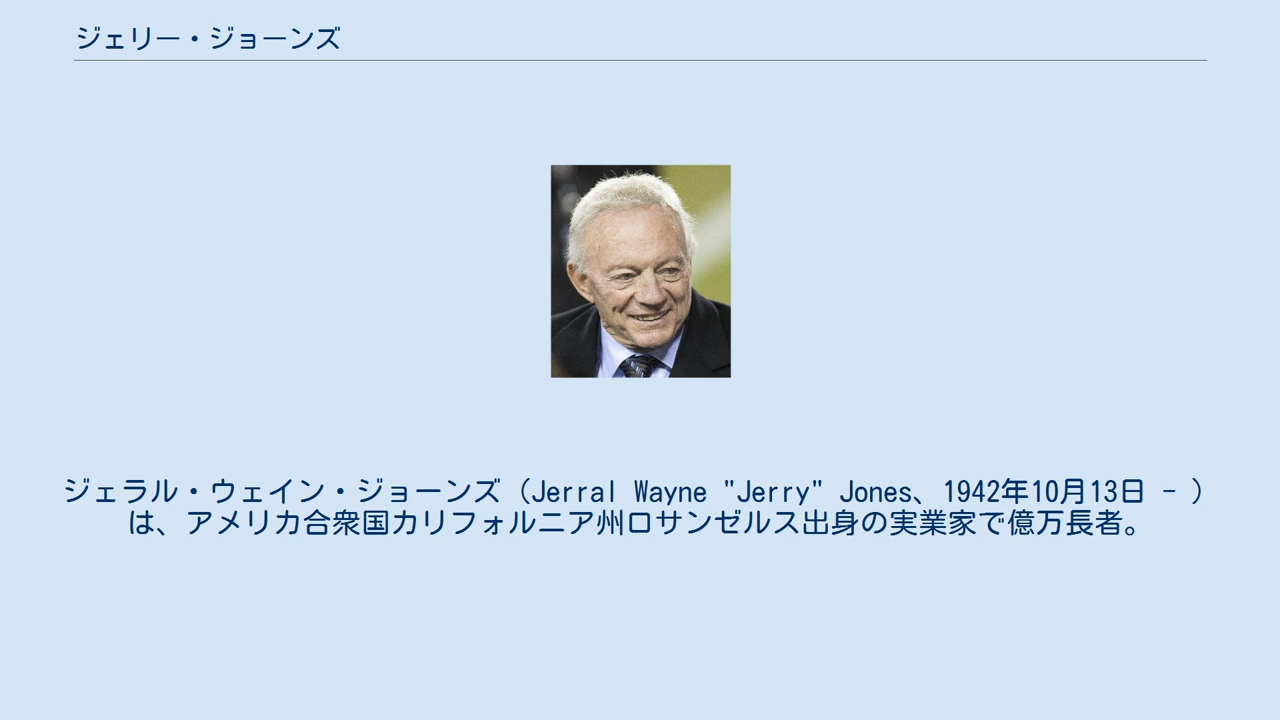 ジェリー・ジョーンズ
ジェラル・ウェイン・ジョーンズ（Jerral Wayne "Jerry" Jones、1942年10月13日 - ）
は、アメリカ合衆国カリフォルニア州ロサンゼルス出身の実業家で億万長者。